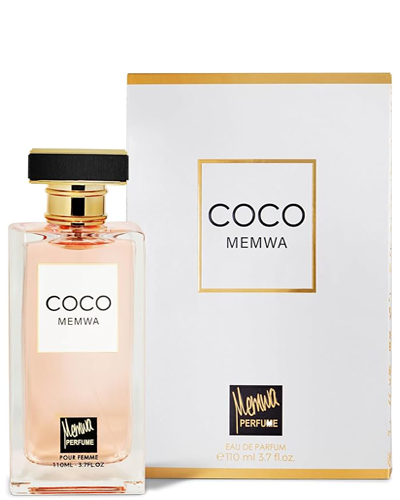 COCO
MEMWA
Memwa
PERFUME
POUR FEMME
110ML - 3.7FL.OZ
COCO
MEMWA
Memwa
PERFUME
EAU DE PARFUM
e110 ml 3.7 fl.oz.